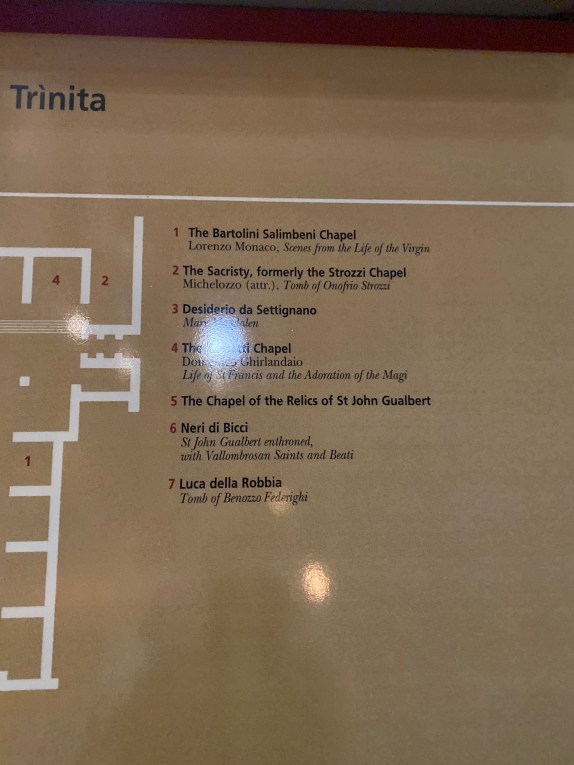 Trìnita
1 The Bartolini Salimbeni Chapel
Lorenzo Monaco, Scenes from the Life of the Virgin
2 The Sacristy, formerly the Strozzi Chapel
Michelozzo (attr.), Tomb of Onofrio Strozzi
3 Desiderio da Settignano
4 Chapel
Ghirlandaio
Life of St Francis and the Adoration of the Magi
5 The Chapel of the Relics of St John Gualbert
6 Neri di Bicci
St John Gualbert enthroned,
with Vallombrosan Saints and Beati
7 Luca della Robbia
Tomb of Benozzo Federighi
4 2
1